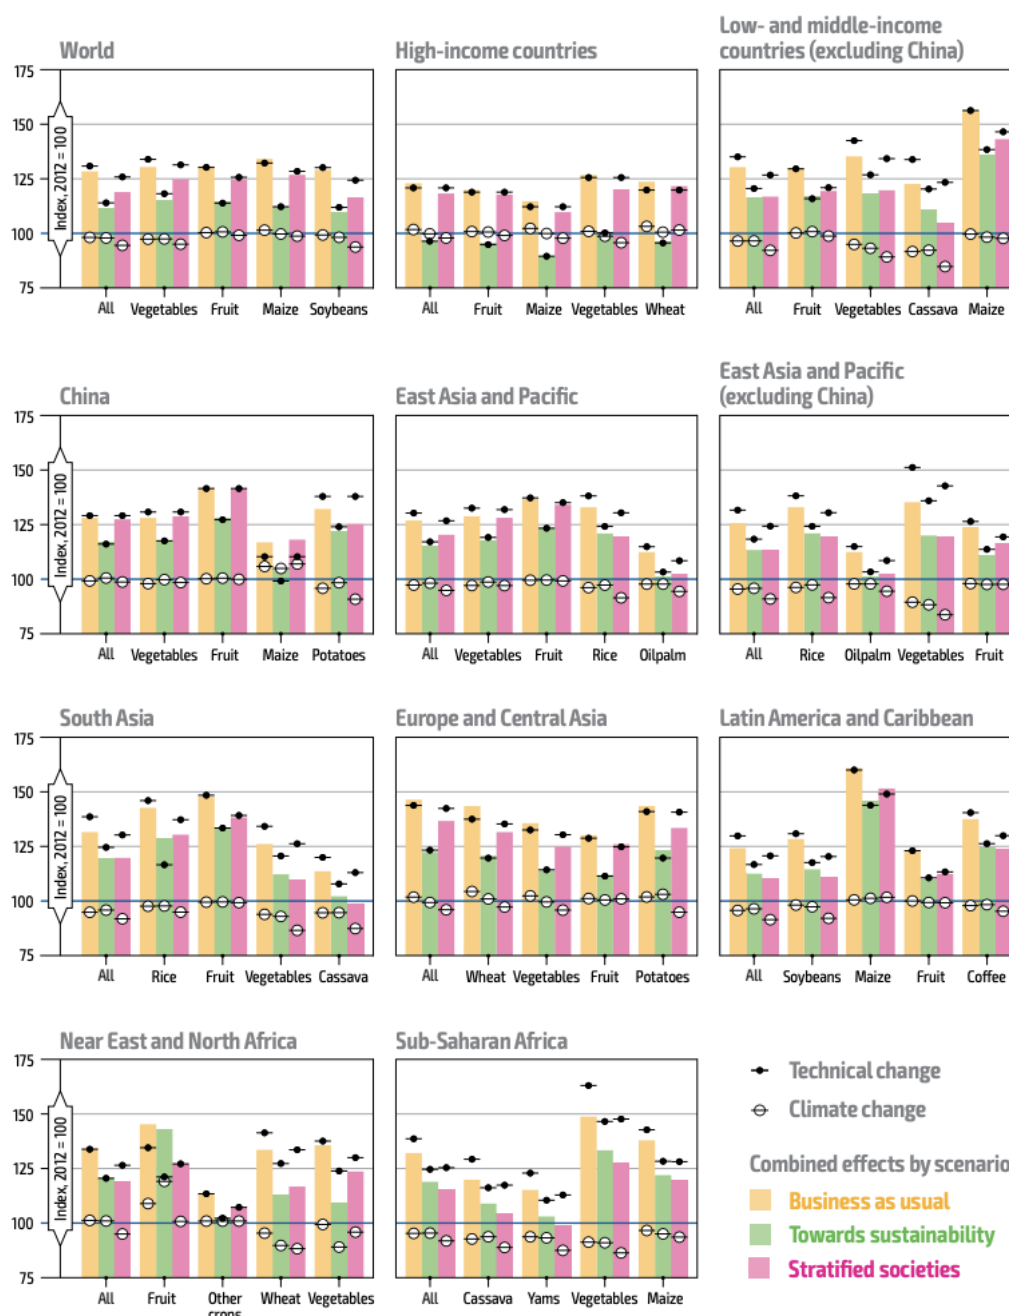 World
175
150
125
100
75
Index, 2012 = 100
All Vegetables Fruit Maize Soybeans
High-income countries
All Fruit Maize Vegetables Wheat
Low- and middle-income
countries (excluding China)
All Fruit Vegetables Cassava Maize
China
175
150
125
100
75
Index, 2012 = 100
All Vegetables Fruit Maize Potatoes
East Asia and Pacific
All Vegetables Fruit Rice Oilpalm
East Asia and Pacific
(excluding China)
All Rice Oilpalm Vegetables Fruit
South Asia
175
150
125
100
75
Index, 2012 = 100
All Rice Fruit Vegetables Cassava
Europe and Central Asia
All Wheat Vegetables Fruit Potatoes
Latin America and Caribbean
All Soybeans Maize Fruit Coffee
Near East and North Africa
175
150
125
100
75
Index, 2012 = 100
All Fruit Other Wheat Vegetables
crops
Sub-Saharan Africa
All Cassava Yams Vegetables Maize
Technical change
Climate change
Combined effects by scenario
Business as usual
Towards sustainability
Stratified societies